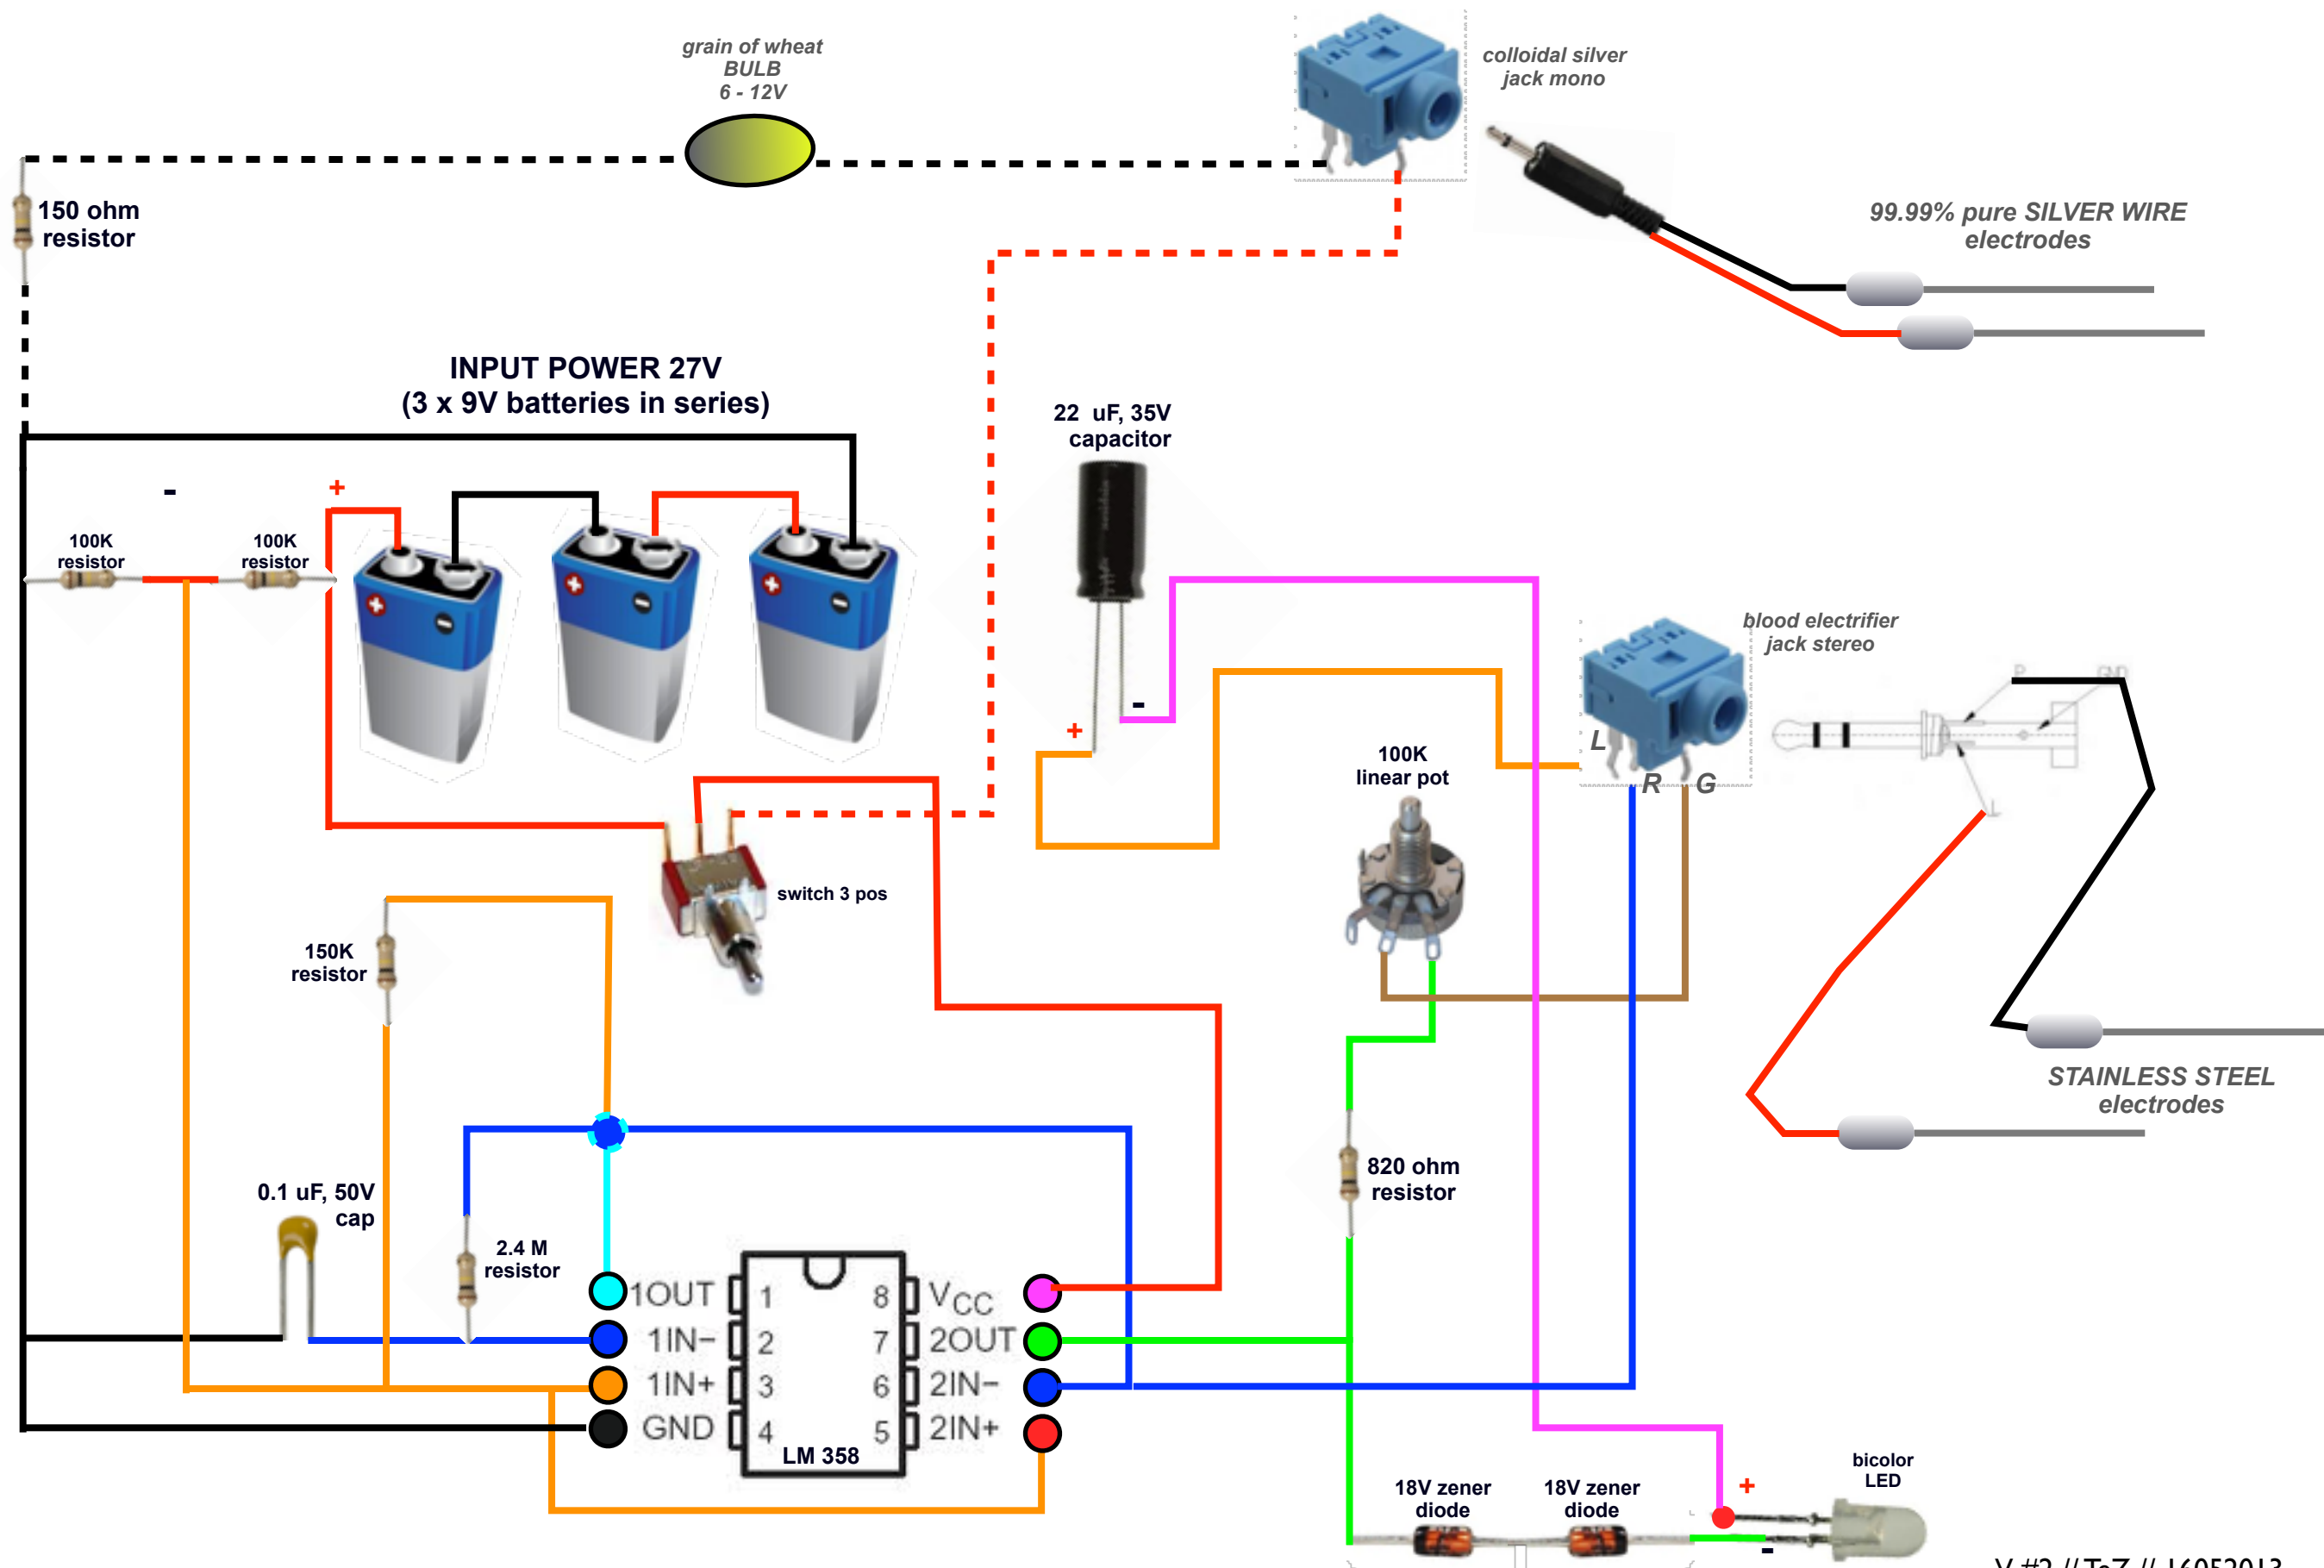 grain of wheat
BULB
6 - 12V
colloidal silver
jack mono
150 ohm
resistor
99.99% pure SILVER WIRE
electrodes
INPUT POWER 27V
(3 x 9V batteries in series)
22 uF, 35V
capacitor
-
+
100K
resistor
100K
resistor
blood electrifier
jack stereo
+
-
L
R
G
P
GND
L
100K
linear pot
switch 3 pos
150K
resistor
STAINLESS STEEL
electrodes
820 ohm
resistor
0.1 uF, 50V
cap
2.4 M
resistor
1OUT 1 8 VCC
1IN− 2 7 2OUT
1IN+ 3 6 2IN−
GND 4 5 2IN+
LM 358
18V zener
diode
18V zener
diode
bicolor
LED
+
-
V #2 // TeZ // 16052013